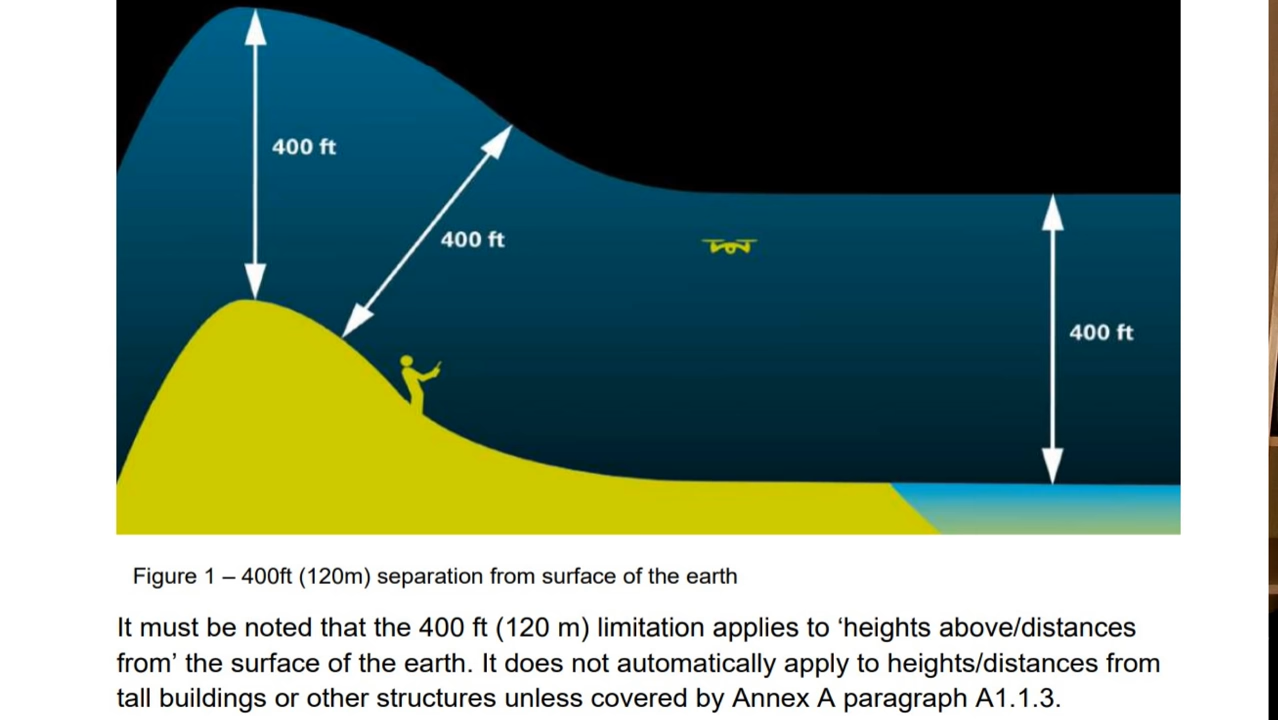 400 ft
400 ft
400 ft
Figure 1 – 400ft (120m) separation from surface of the earth
It must be noted that the 400 ft (120 m) limitation applies to ‘heights above/distances
from’ the surface of the earth. It does not automatically apply to heights/distances from
tall buildings or other structures unless covered by Annex A paragraph A1.1.3.